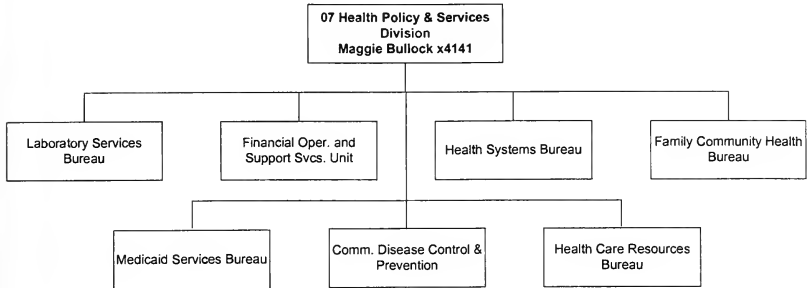 07 Health Policy & Services
Division
Maggie Bullock x4141
Laboratory Services
Bureau
Financial Oper. and
Support Svcs. Unit
Health Systems Bureau
Family Community Health
Bureau
Medicaid Services Bureau
Comm. Disease Control &
Prevention
Health Care Resources
Bureau